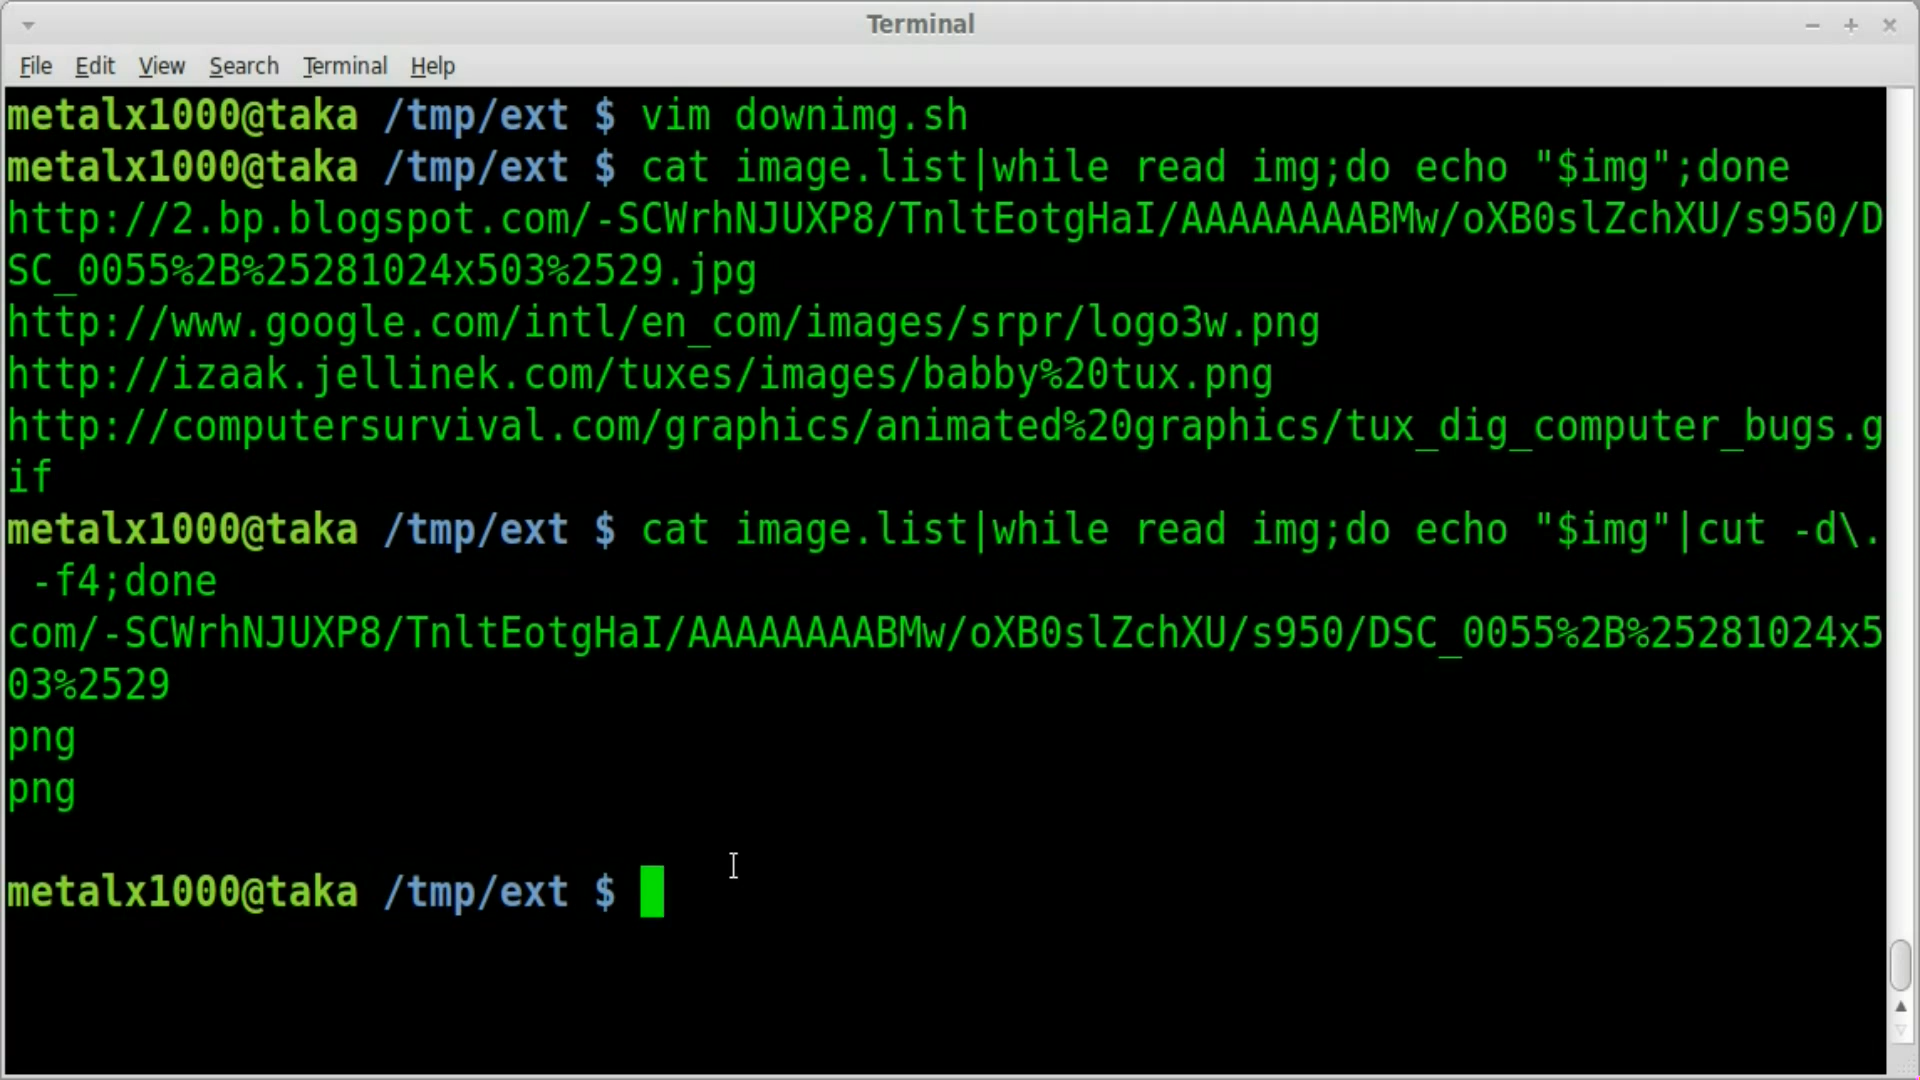 Terminal
File Edit View Search Terminal Help
metalx1000@taka /tmp/ext $ vim downimg.sh
metalx1000@taka /tmp/ext $ cat image.list|while read img;do echo "$img";done
http://2.bp.blogspot.com/-SCWrhNJUXP8/TnltEotgHaI/AAAAAAAABMw/oXB0slZchXU/s950/D
SC_0055%2B%25281024x503%2529.jpg
http://www.google.com/intl/en_com/images/srpr/logo3w.png
http://izaak.jellinek.com/tuxes/images/babby%20tux.png
http://computersurvival.com/graphics/animated%20graphics/tux_dig_computer_bugs.g
if
metalx1000@taka /tmp/ext $ cat image.list|while read img;do echo "$img"|cut -d\.
 -f4;done
com/-SCWrhNJUXP8/TnltEotgHaI/AAAAAAAABMw/oXB0slZchXU/s950/DSC_0055%2B%25281024x5
03%2529
png
png
metalx1000@taka /tmp/ext $